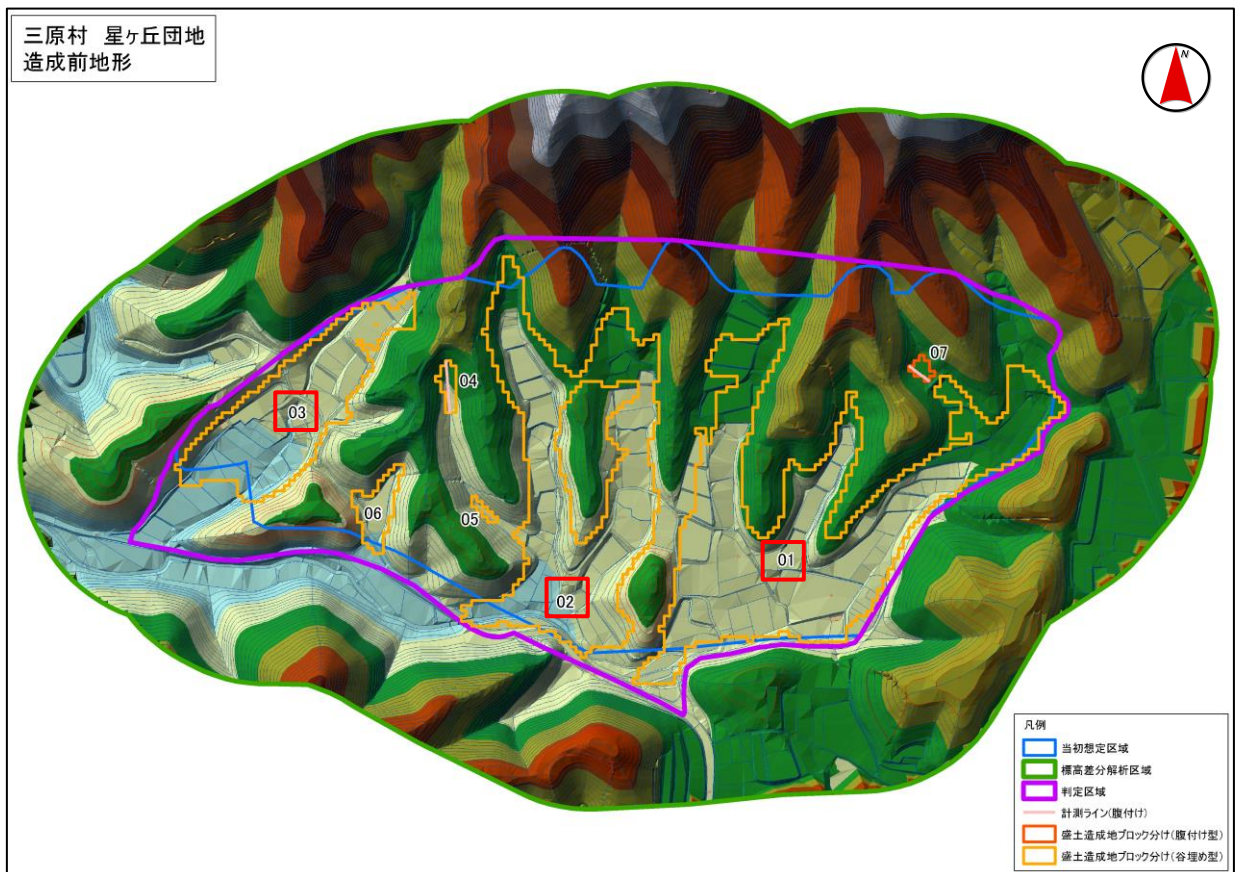 三原村 星ヶ丘団地
造成前地形
N
07
04
03
06
05
01
02
凡例
当初想定区域
標高差分解析区域
判定区域
計測ライン(腹付け)
盛土造成地ブロック分け(腹付け型)
盛土造成地ブロック分け(谷埋め型)